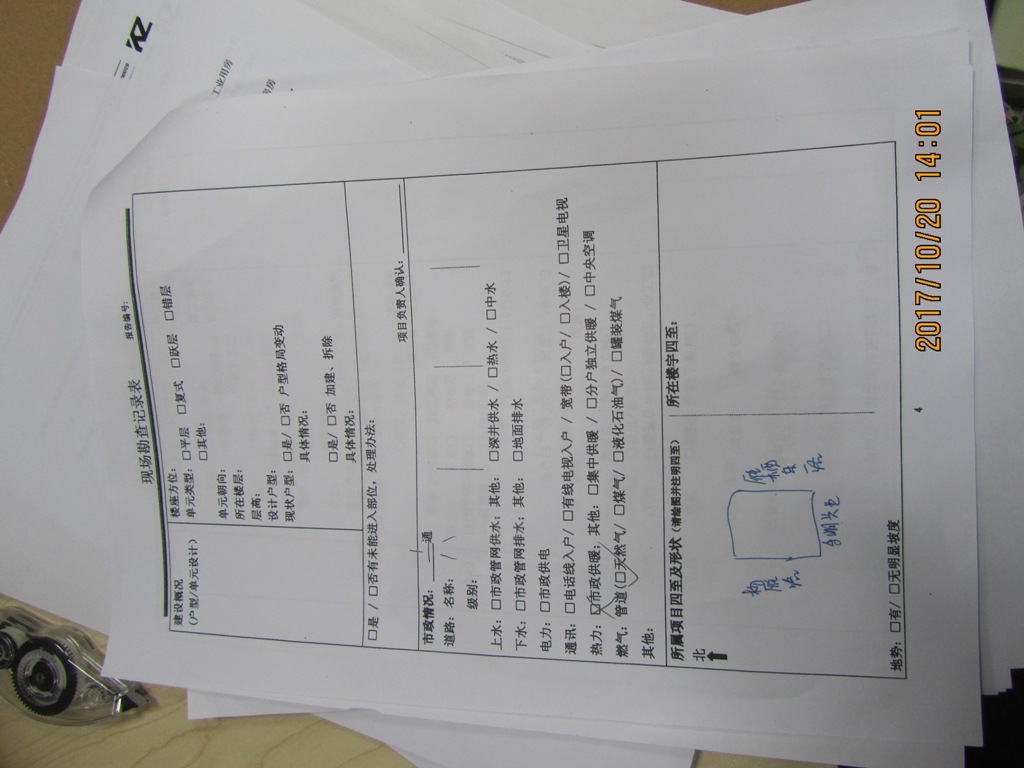 KZ
工业用房
房
现场勘查记录表
报告编号:
建设概况
(户型/单元设计)
楼座方位:
单元类型: □平层 □复式 □跃层 □错层
□其他:
单元朝向:
所在楼层:
层高:
设计户型:
现状户型: □是/ □否 户型格局变动
具体情况:
□是/ □否 加建、拆除
具体情况:
□是 / □否有未能进入部位, 处理办法:
项目负责人确认:
市政情况: 通
道路: 名称:
级别:
上水: □市政管网供水; 其他: □深井供水 / □热水 / □中水
下水: □市政管网排水; 其他: □地面排水
电力: □市政供电
通讯: □电话线入户/ □有线电视入户 / 宽带(□入户/ □入楼)/ □卫星电视
热力: □市政供暖; 其他: □集中供暖 / □分户独立供暖 / □中央空调
燃气: 管道(□天然气/ □煤气/ □液化石油气)/ □罐装煤气
其他:
所属项目四至及形状 (请绘图并注明四至)
所在楼宇四至:
北
地势: □有/ □无明显坡度
4
2017/10/20 14:01